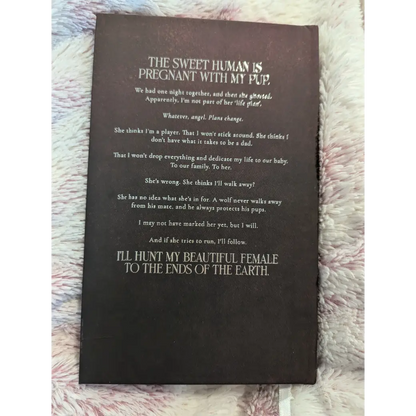 THE SWEET HUMAN IS
PREGNANT WITH MY PUP.
We had one night together, and then she ghosted.
Apparently, I'm not part of her 'life plan'.
Whatever, angel. Plans change.
She thinks I'm a player. That I won't stick around. She thinks I
don't have what it takes to be a dad.
That I won't drop everything and dedicate my life to our baby.
To our family. To her.
She's wrong. She thinks I'll walk away?
She has no idea what she's in for. A wolf never walks away
from his mate, and he always protects his pups.
I may not have marked her yet, but I will.
And if she tries to run, I'll follow.
I'LL HUNT MY BEAUTIFUL FEMALE
TO THE ENDS OF THE EARTH.